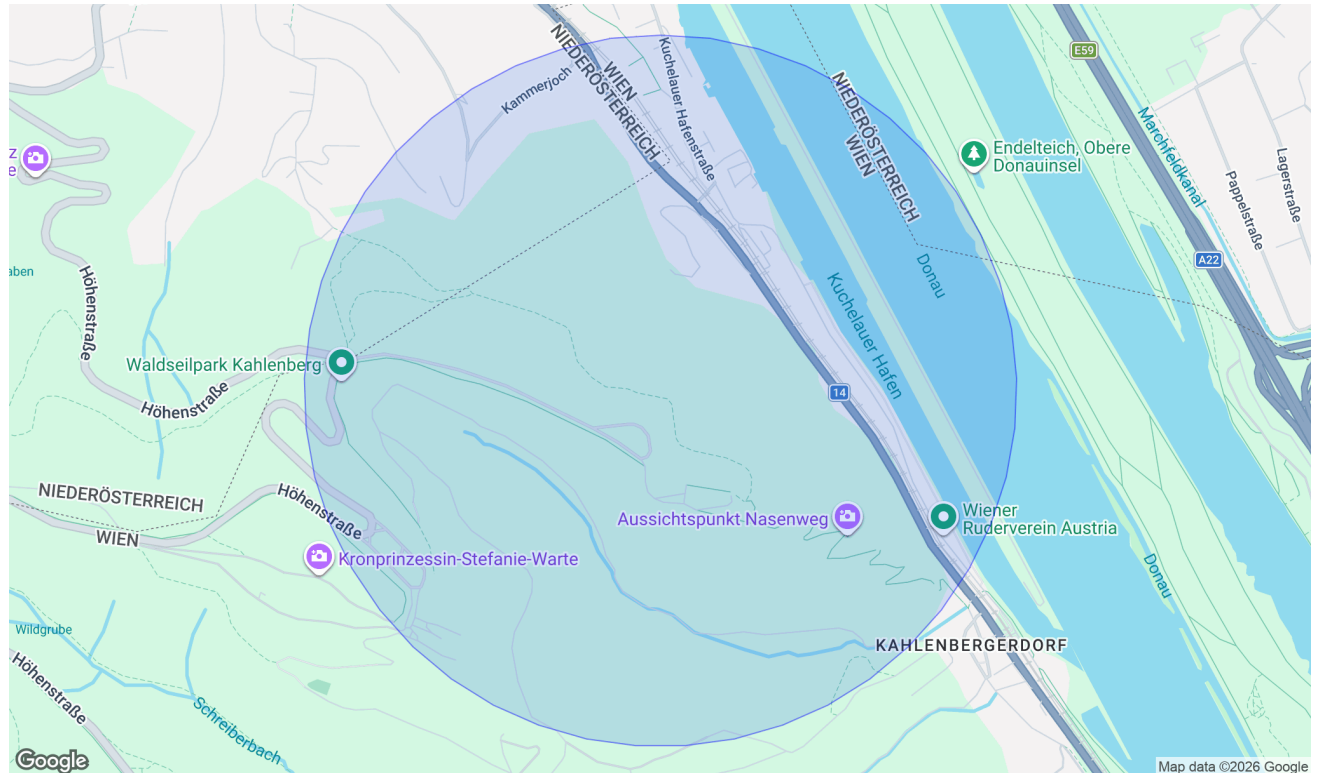 NIEDERÖSTERREICH
WIEN
Kuchelauer Hafenstraße
Kammerjoch
E59
NIEDERÖSTERREICH
WIEN
Marchfeldkanal
Lagerstraße
Pappelstraße
Endelteich, Obere
Donauinsel
z
e
aben
Höhenstraße
Donau
A22
Kuchelauer Hafen
Waldseilpark Kahlenberg
Höhenstraße
14
NIEDERÖSTERREICH
WIEN
Höhenstraße
Aussichtspunkt Nasenweg
Wiener
Ruderverein Austria
Kronprinzessin-Stefanie-Warte
Donau
Wildgrube
KAHLENBERGERDORF
Höhenstraße
Schreiberbach
Google
Map data ©2026 Google